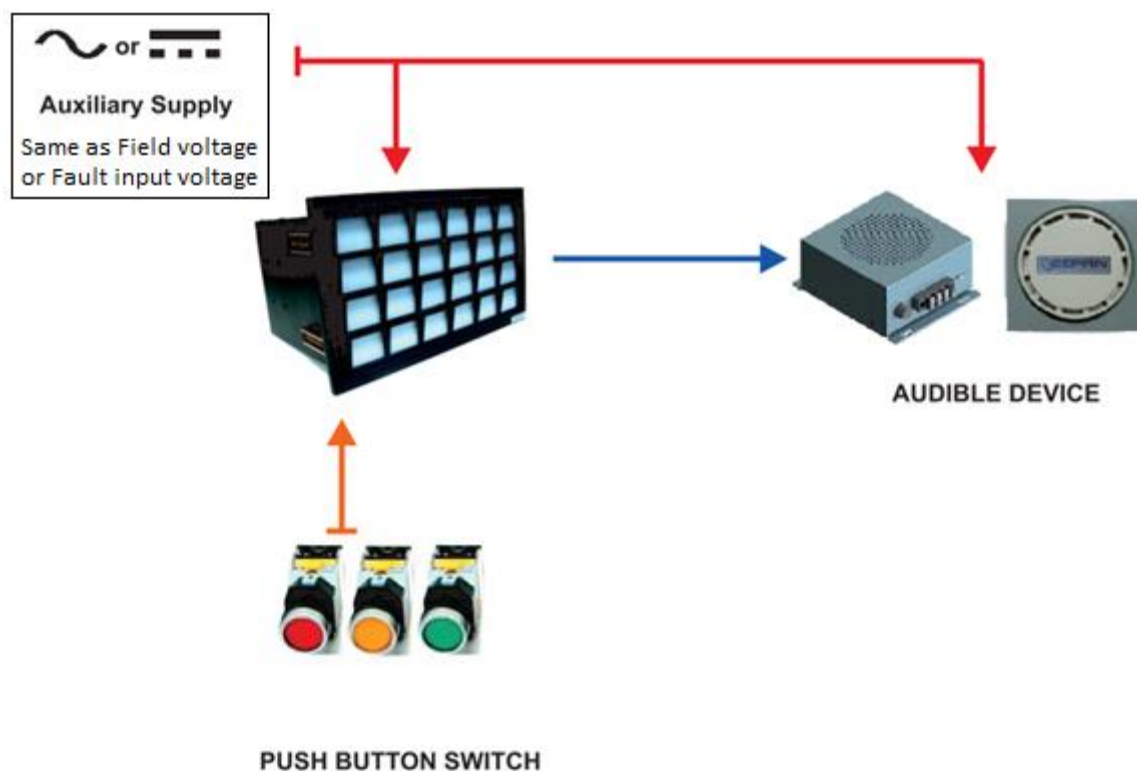 or
Auxiliary Supply
Same as Field voltage
or Fault input voltage
AUDIBLE DEVICE
PUSH BUTTON SWITCH